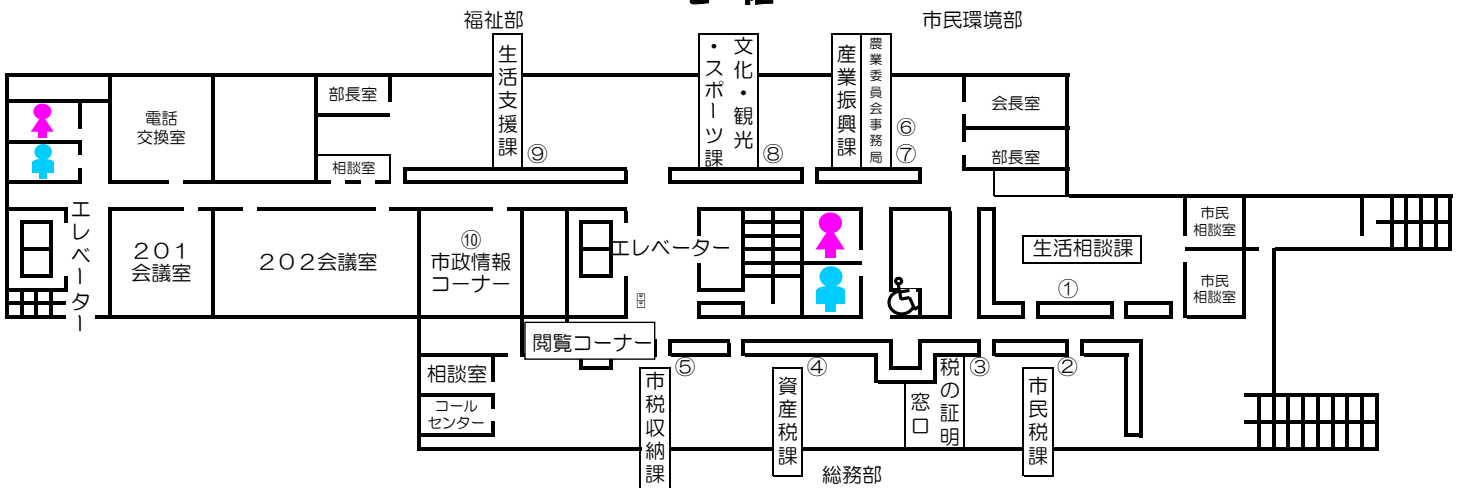 福祉部
市民環境部
生活支援課
⑨
文化・観光
・スポーツ課
⑧
産業振興課
農業委員会事務局
⑥
⑦
部長室
会長室
電話
交換室
相談室
部長室
エレベーター
201
会議室
202会議室
⑩
市政情報
コーナー
エレベーター
生活相談課
①
市民
相談室
市民
相談室
閲覧コーナー
相談室
コール
センター
⑤
市税収納課
④
資産税課
③
税の証明
窓口
②
市民税課
総務部